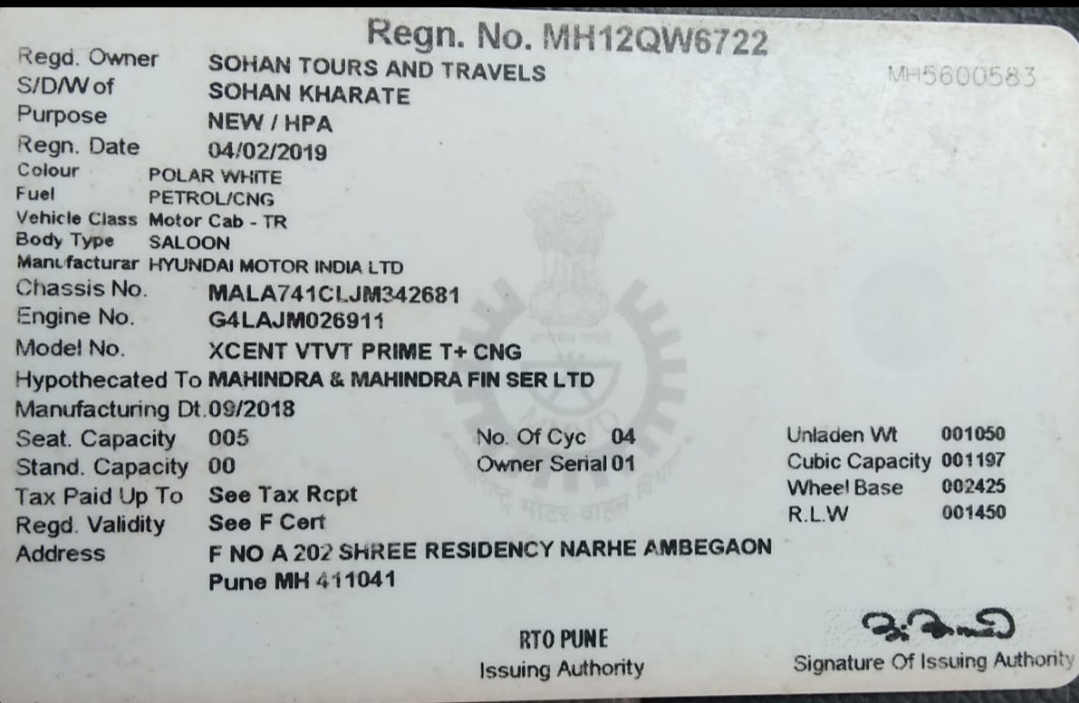 Regn. No. MH12QW6722
MH5600583
Regd. Owner SOHAN TOURS AND TRAVELS
S/D/W of SOHAN KHARATE
Purpose NEW / HPA
Regn. Date 04/02/2019
Colour POLAR WHITE
Fuel PETROL/CNG
Vehicle Class Motor Cab - TR
Body Type SALOON
Manufacturar HYUNDAI MOTOR INDIA LTD
Chassis No. MALA741CLJM342681
Engine No. G4LAJM026911
Model No. XCENT VTVT PRIME T+ CNG
Hypothecated To MAHINDRA & MAHINDRA FIN SER LTD
Manufacturing Dt. 09/2018
Seat. Capacity 005 No. Of Cyc 04 Unladen Wt 001050
Stand. Capacity 00 Owner Serial 01 Cubic Capacity 001197
Tax Paid Up To See Tax Rcpt Wheel Base 002425
Regd. Validity See F Cert R.L.W 001450
Address F NO A 202 SHREE RESIDENCY NARHE AMBEGAON
Pune MH 411041
RTO PUNE
Issuing Authority
Signature Of Issuing Authority